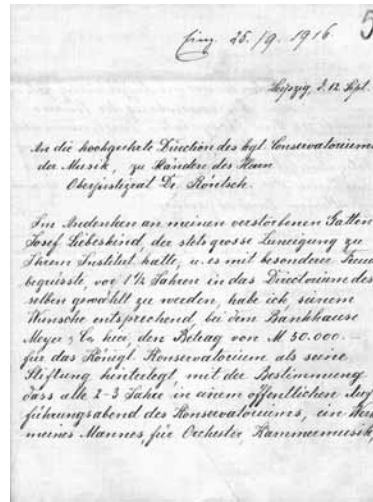 5
Eing. 25./9. 1916
Leipzig, d. 12. Sept.
An die hochgeehrte Direction des kgl. Conservatoriums
der Musik, zu Händen des Herrn
Oberjustizrat Dr. Röntsch.
Im Andenken an meinen verstorbenen Gatten
Josef Liebeskind, der stets grosse Zuneigung zu
Ihrem Institut hatte, u. es mit besonderer Freude
begrüsste, vor 1½ Jahren in das Directorium des
selben gewählt zu werden, habe ich, seinem
Wunsche entsprechend bei dem Bankhause
Meyer & Co hier, den Betrag von M 50.000.—
für das Königl. Konservatorium als seine
Stiftung hinterlegt, mit der Bestimmung
dass alle 2-3 Jahre in einem öffentlichen Auf
führungsabend des Konservatoriums, ein Werk
meines Mannes, für Orchester, Kammermusik,